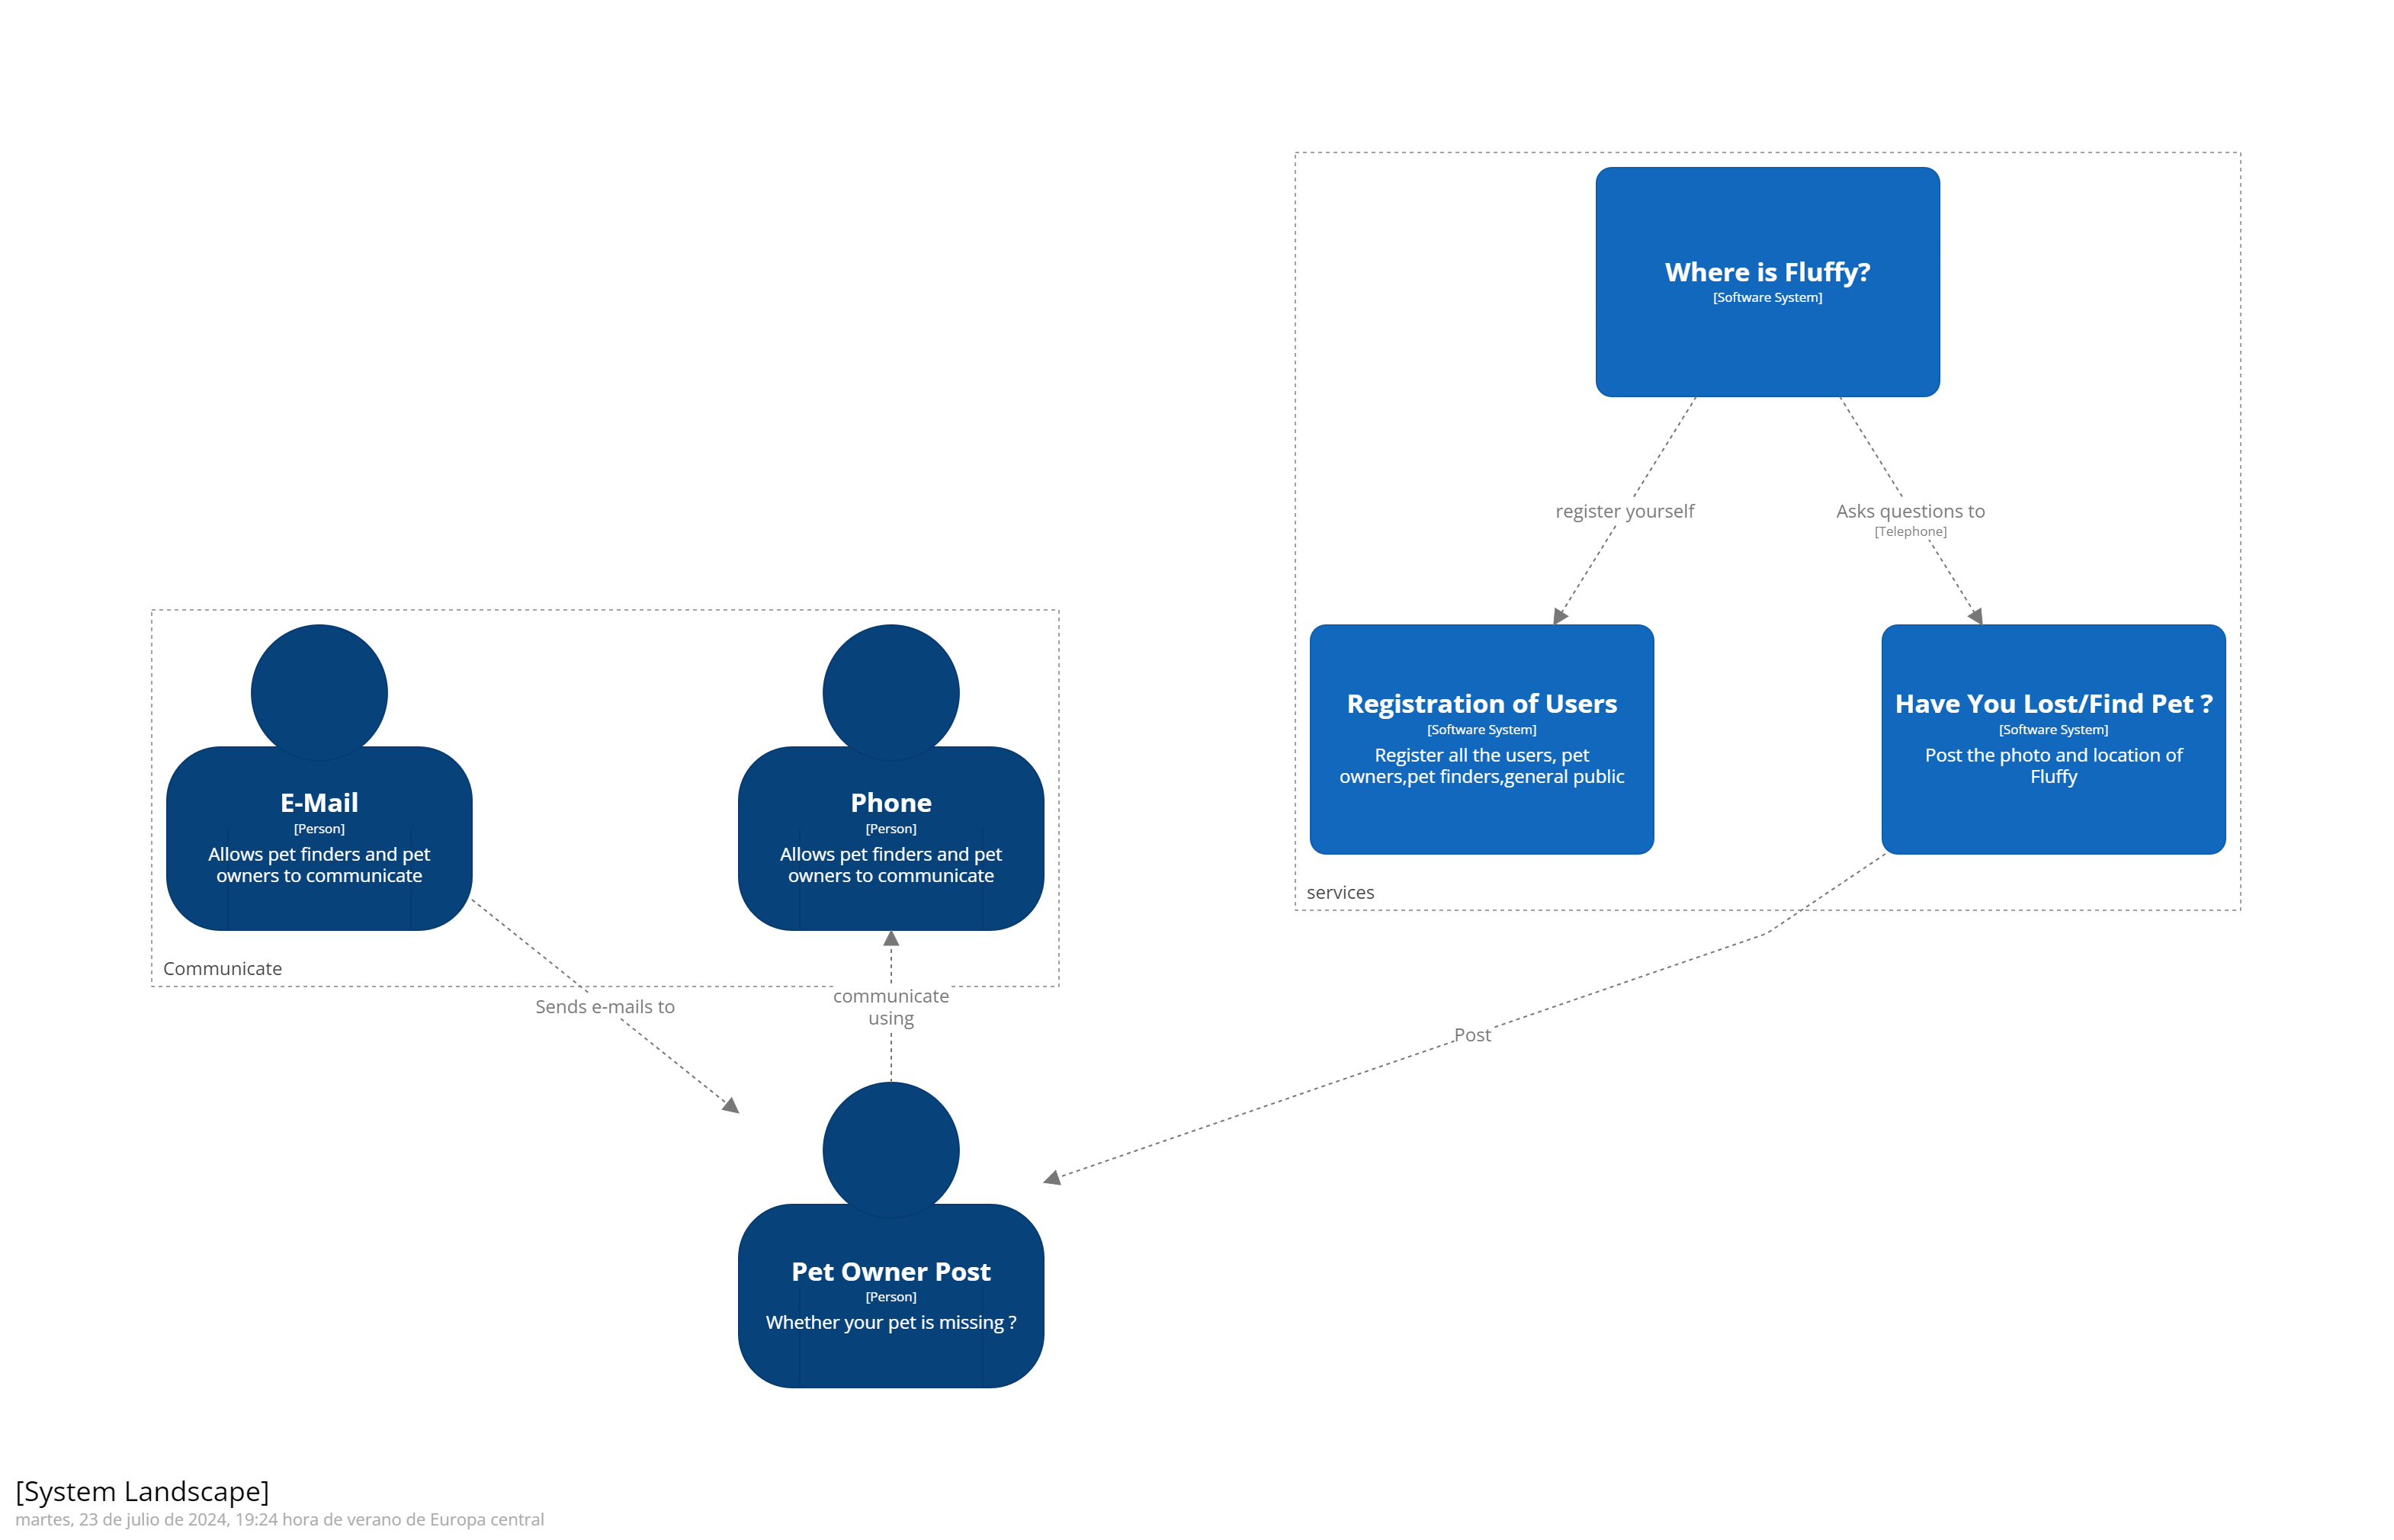 Where is Fluffy?
[Software System]
register yourself
Asks questions to
[Telephone]
Registration of Users
[Software System]
Register all the users, pet
owners,pet finders,general public
Have You Lost/Find Pet ?
[Software System]
Post the photo and location of
Fluffy
services
E-Mail
[Person]
Allows pet finders and pet
owners to communicate
Phone
[Person]
Allows pet finders and pet
owners to communicate
Communicate
Sends e-mails to
communicate
using
Post
Pet Owner Post
[Person]
Whether your pet is missing ?
[System Landscape]
martes, 23 de julio de 2024, 19:24 hora de verano de Europa central